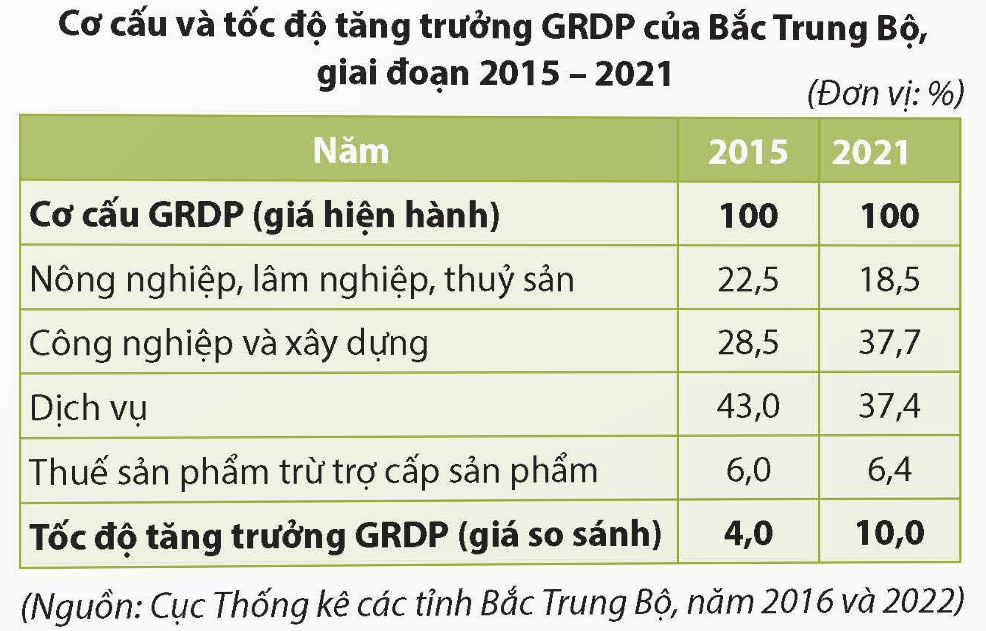 Cơ cấu và tốc độ tăng trưởng GRDP của Bắc Trung Bộ,
giai đoạn 2015 – 2021
(Đơn vị: %)
Năm 2015 2021
Cơ cấu GRDP (giá hiện hành) 100 100
Nông nghiệp, lâm nghiệp, thuỷ sản 22,5 18,5
Công nghiệp và xây dựng 28,5 37,7
Dịch vụ 43,0 37,4
Thuế sản phẩm trừ trợ cấp sản phẩm 6,0 6,4
Tốc độ tăng trưởng GRDP (giá so sánh) 4,0 10,0
(Nguồn: Cục Thống kê các tỉnh Bắc Trung Bộ, năm 2016 và 2022)